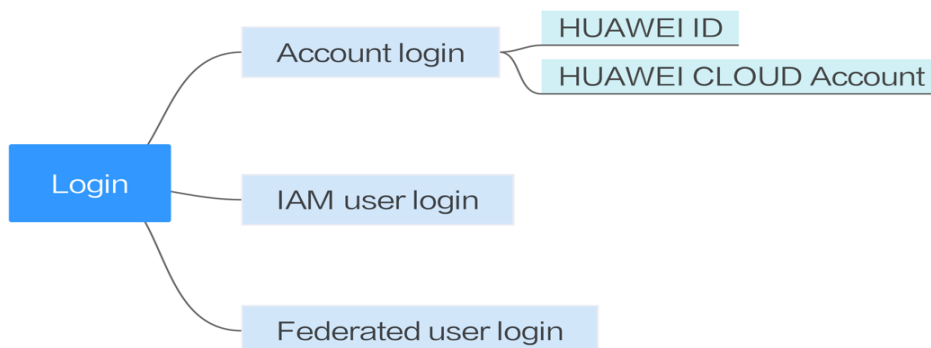 Login
Account login
HUAWEI ID
HUAWEI CLOUD Account
IAM user login
Federated user login